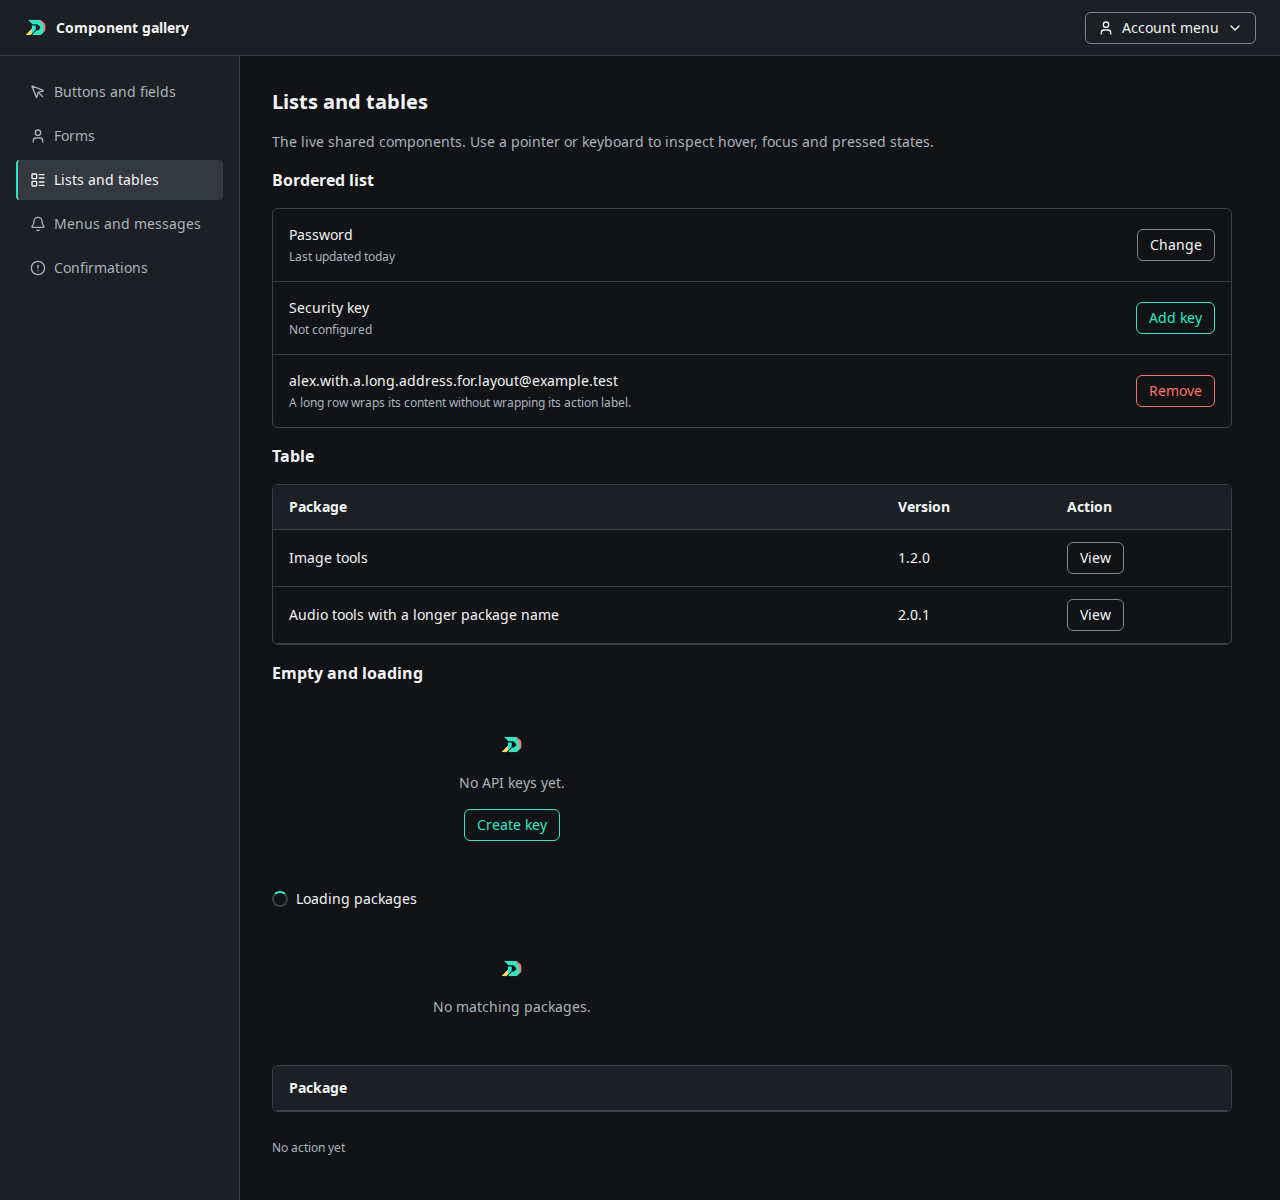 Component gallery
Account menu
Buttons and fields
Forms
Lists and tables
Menus and messages
Confirmations
Lists and tables
The live shared components. Use a pointer or keyboard to inspect hover, focus and pressed states.
Bordered list
Password
Last updated today
Change
Security key
Not configured
Add key
alex.with.a.long.address.for.layout@example.test
A long row wraps its content without wrapping its action label.
Remove
Table
Package Version Action
Image tools 1.2.0 View
Audio tools with a longer package name 2.0.1 View
Empty and loading
No API keys yet.
Create key
Loading packages
No matching packages.
Package
No action yet